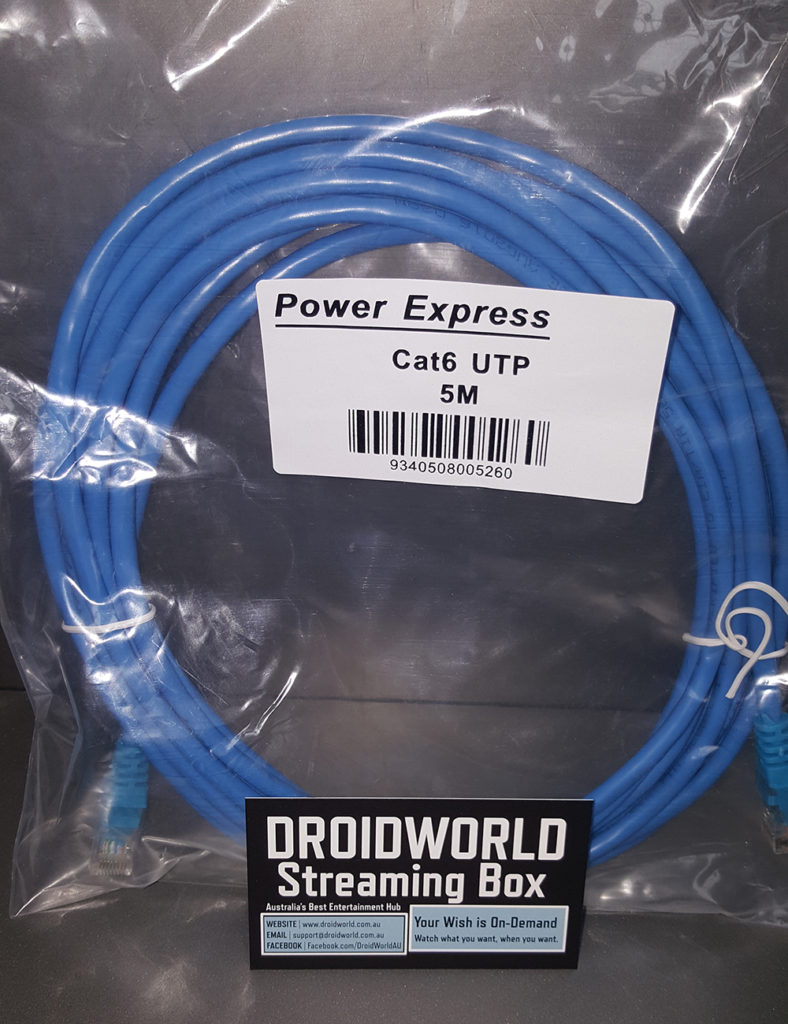 Power Express
Cat6 UTP
5M
9340508005260
DROIDWORLD
Streaming Box
Australia's Best Entertainment Hub
WEBSITE | www.droidworld.com.au
EMAIL | support@droidworld.com.au
FACEBOOK | Facebook.com/DroidWorldAU
Your Wish is On-Demand
Watch what you want, when you want.